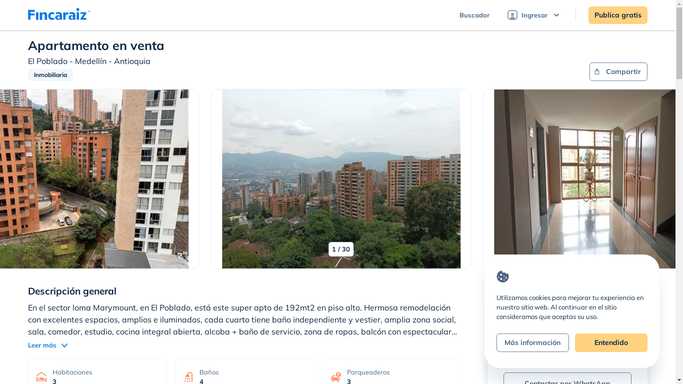 Fincaraiz
Buscador
Ingresar
Publica gratis
Apartamento en venta
El Poblado - Medellín - Antioquia
Inmobiliaria
Compartir
1 / 30
Descripción general
En el sector loma Marymount, en El Poblado, está este super apto de 192mt2 en piso alto. Hermosa remodelación
con excelentes espacios, amplios e iluminados, cada cuarto tiene baño independiente y vestier, amplia zona social,
sala, comedor, estudio, cocina integral abierta, alcoba + baño de servicio, zona de ropas, balcón con espectacular...
Leer más
Habitaciones
3
Baños
4
Parqueaderos
3
Utilizamos cookies para mejorar tu experiencia en
nuestro sitio web. Al continuar en el sitio
consideramos que aceptas su uso.
Más información
Entendido
Contactar por WhatsApp